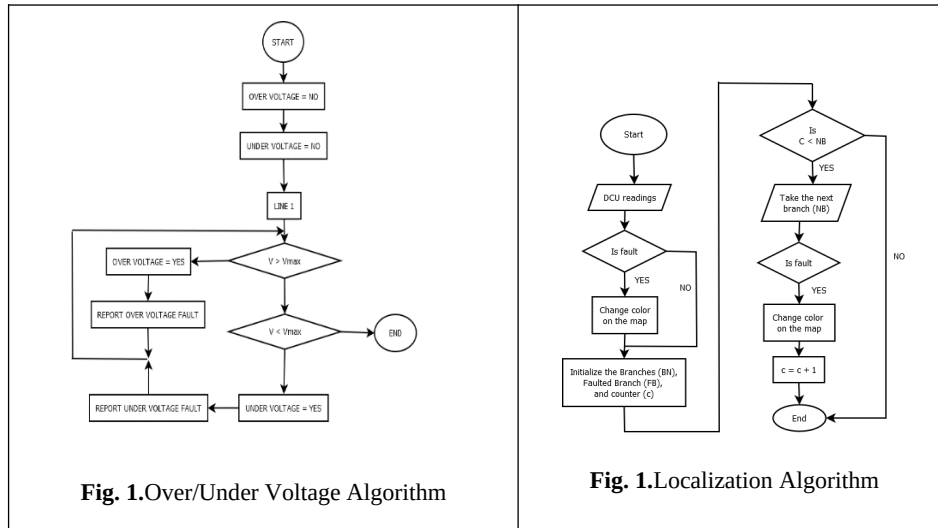 START
OVER VOLTAGE = NO
UNDER VOLTAGE = NO
LINE 1
V > Vmax
OVER VOLTAGE = YES
REPORT OVER VOLTAGE FAULT
V < Vmax
END
UNDER VOLTAGE = YES
REPORT UNDER VOLTAGE FAULT
Fig. 1.Over/Under Voltage Algorithm
Start
DCU readings
Is fault
YES
NO
Change color
on the map
Initialize the Branches (BN),
Faulted Branch (FB),
and counter (c)
Is
C < NB
YES
NO
Take the next
branch (NB)
Is fault
YES
Change color
on the map
c = c + 1
End
Fig. 1.Localization Algorithm